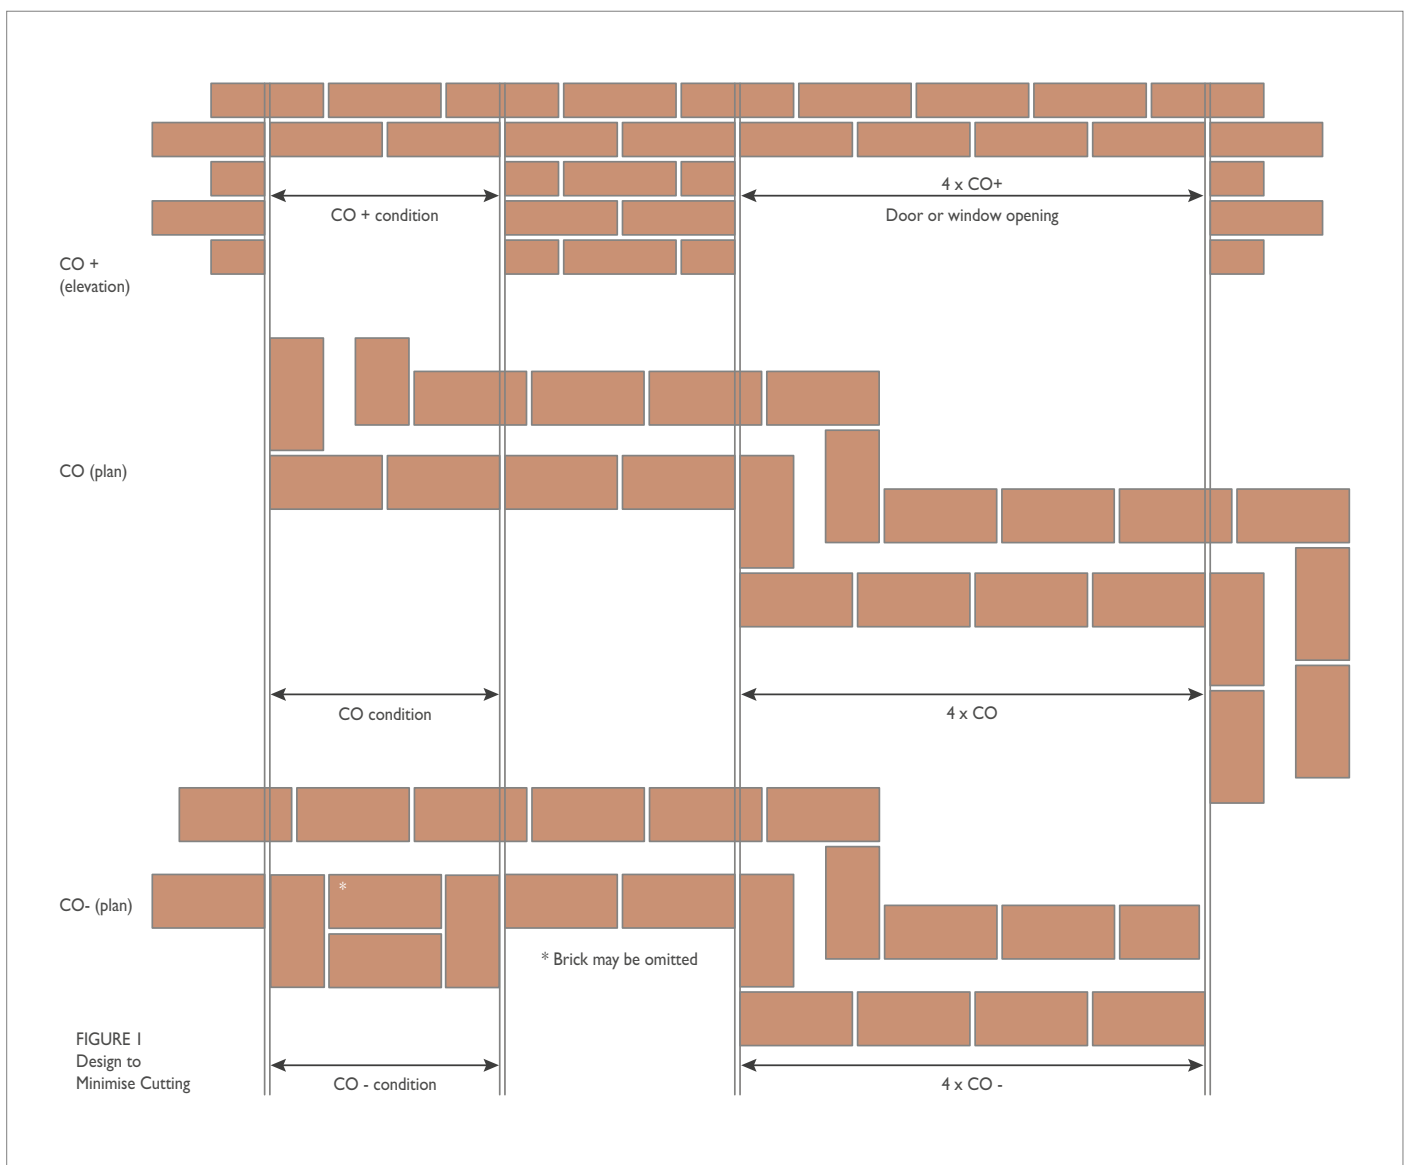 4 x CO+
CO + condition
Door or window opening
CO +
(elevation)
CO (plan)
CO condition
4 x CO
*
CO- (plan)
* Brick may be omitted
FIGURE 1
Design to
Minimise Cutting
CO - condition
4 x CO -